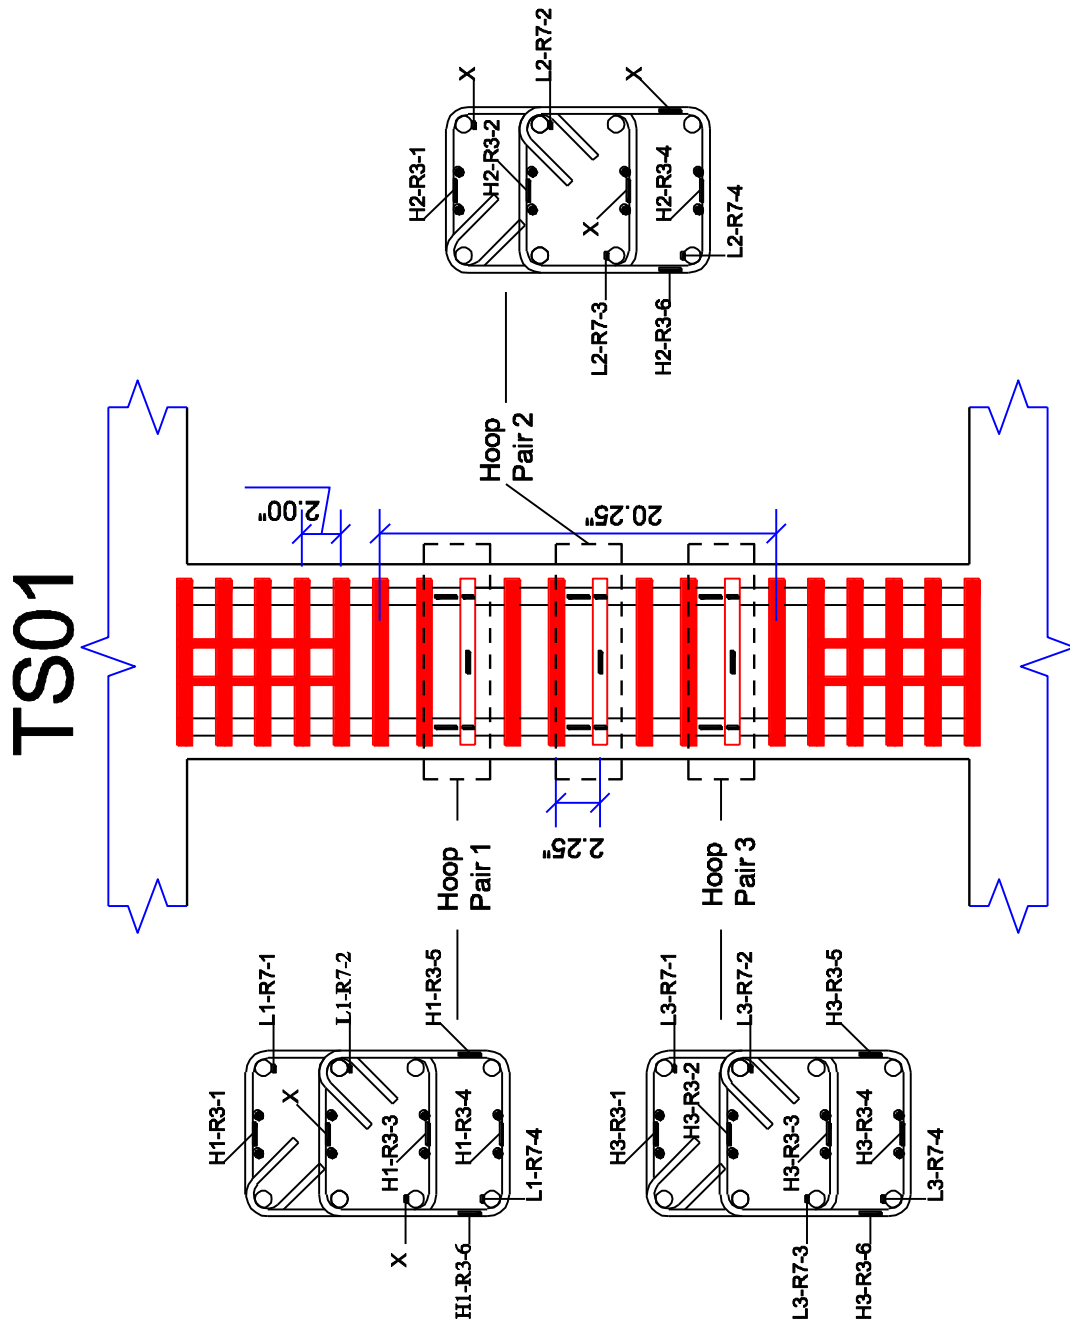 TS01
X
L2-R7-2
X
H2-R3-1
H2-R3-2
X
H2-R3-4
L2-R7-4
L2-R7-3
H2-R3-6
Hoop
Pair 2
2.00"
20.25"
2.25"
Hoop
Pair 1
Hoop
Pair 3
L1-R7-1
L1-R7-2
H1-R3-5
H1-R3-1
X
H1-R3-3
H1-R3-4
L1-R7-4
X
H1-R3-6
L3-R7-1
L3-R7-2
H3-R3-5
H3-R3-1
H3-R3-2
H3-R3-3
H3-R3-4
L3-R7-4
L3-R7-3
H3-R3-6